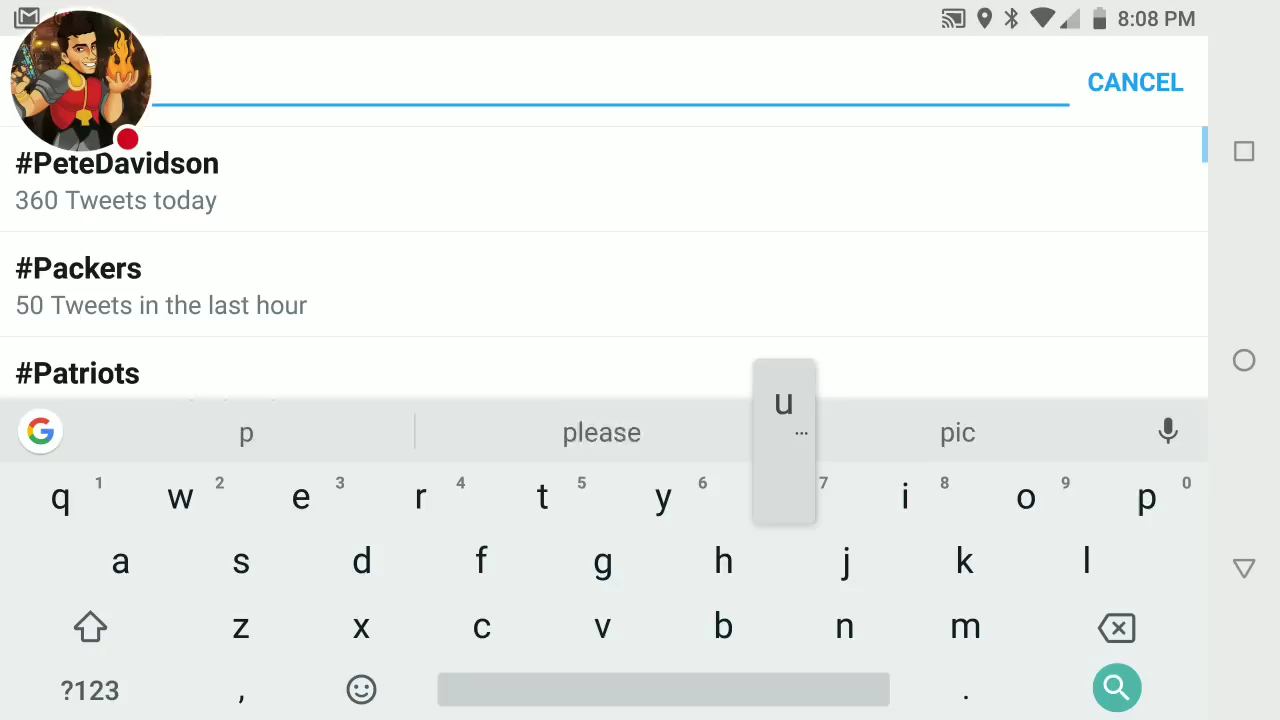 8:08 PM
CANCEL
#PeteDavidson
360 Tweets today
#Packers
50 Tweets in the last hour
#Patriots
p please pic
q 1 w 2 e 3 r 4 t 5 y 6 u ... 7 i 8 o 9 p 0
a s d f g h j k l
z x c v b n m
?123 , .